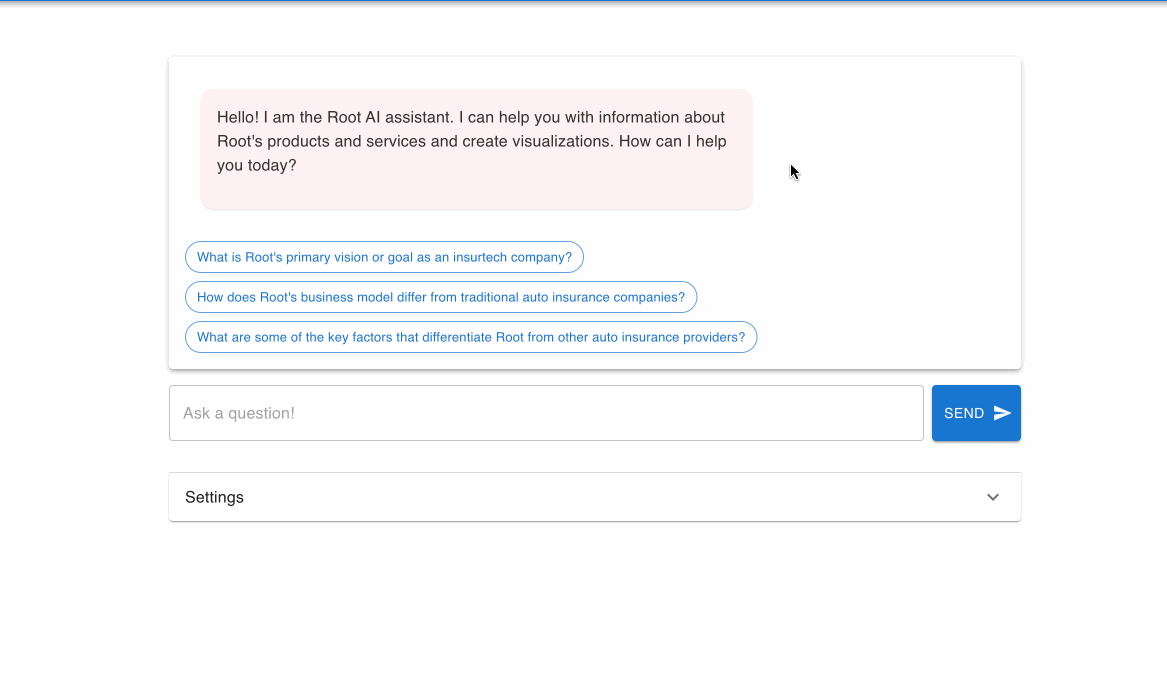 Hello! I am the Root AI assistant. I can help you with information about
Root's products and services and create visualizations. How can I help
you today?
What is Root's primary vision or goal as an insurtech company?
How does Root's business model differ from traditional auto insurance companies?
What are some of the key factors that differentiate Root from other auto insurance providers?
Ask a question!
SEND
Settings